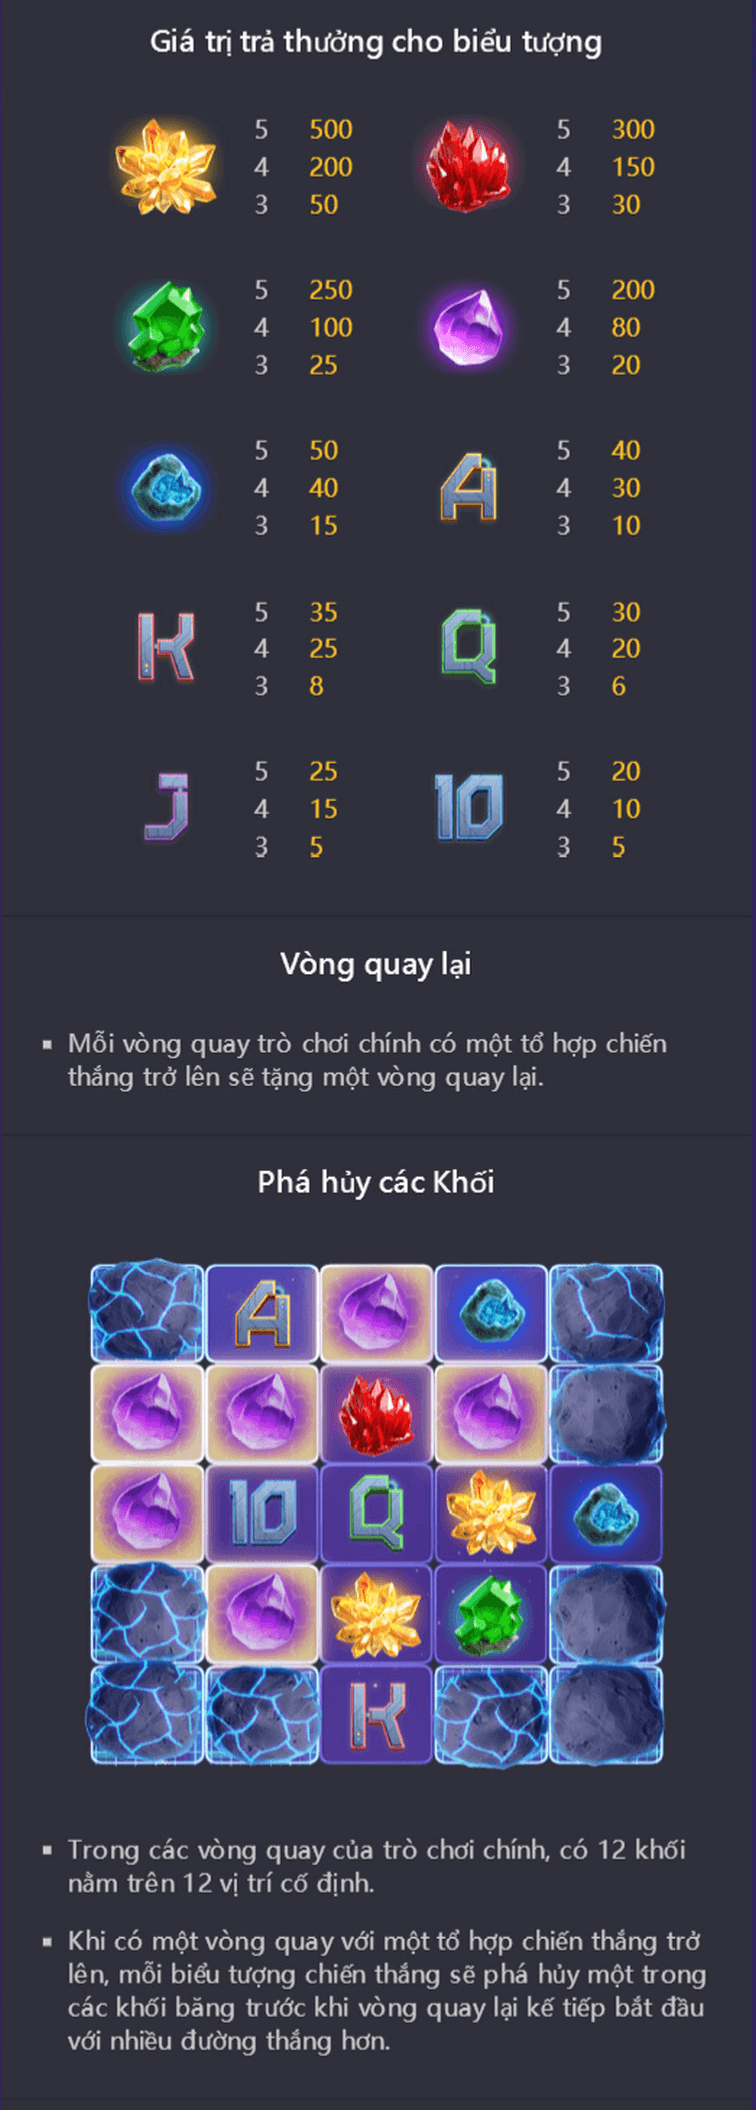 Giá trị trả thưởng cho biểu tượng
5 500 5 300
4 200 4 150
3 50 3 30
5 250 5 200
4 100 4 80
3 25 3 20
5 50 5 40
4 40 A 4 30
3 15 3 10
5 35 5 30
K 4 25 Q 4 20
3 8 3 6
5 25 5 20
J 4 15 10 4 10
3 5 3 5
Vòng quay lại
▪ Mỗi vòng quay trò chơi chính có một tổ hợp chiến
thắng trở lên sẽ tặng một vòng quay lại.
Phá hủy các Khối
A
10 Q
K
▪ Trong các vòng quay của trò chơi chính, có 12 khối
nằm trên 12 vị trí cố định.
▪ Khi có một vòng quay với một tổ hợp chiến thắng trở
lên, mỗi biểu tượng chiến thắng sẽ phá hủy một trong
các khối băng trước khi vòng quay lại kế tiếp bắt đầu
với nhiều đường thắng hơn.